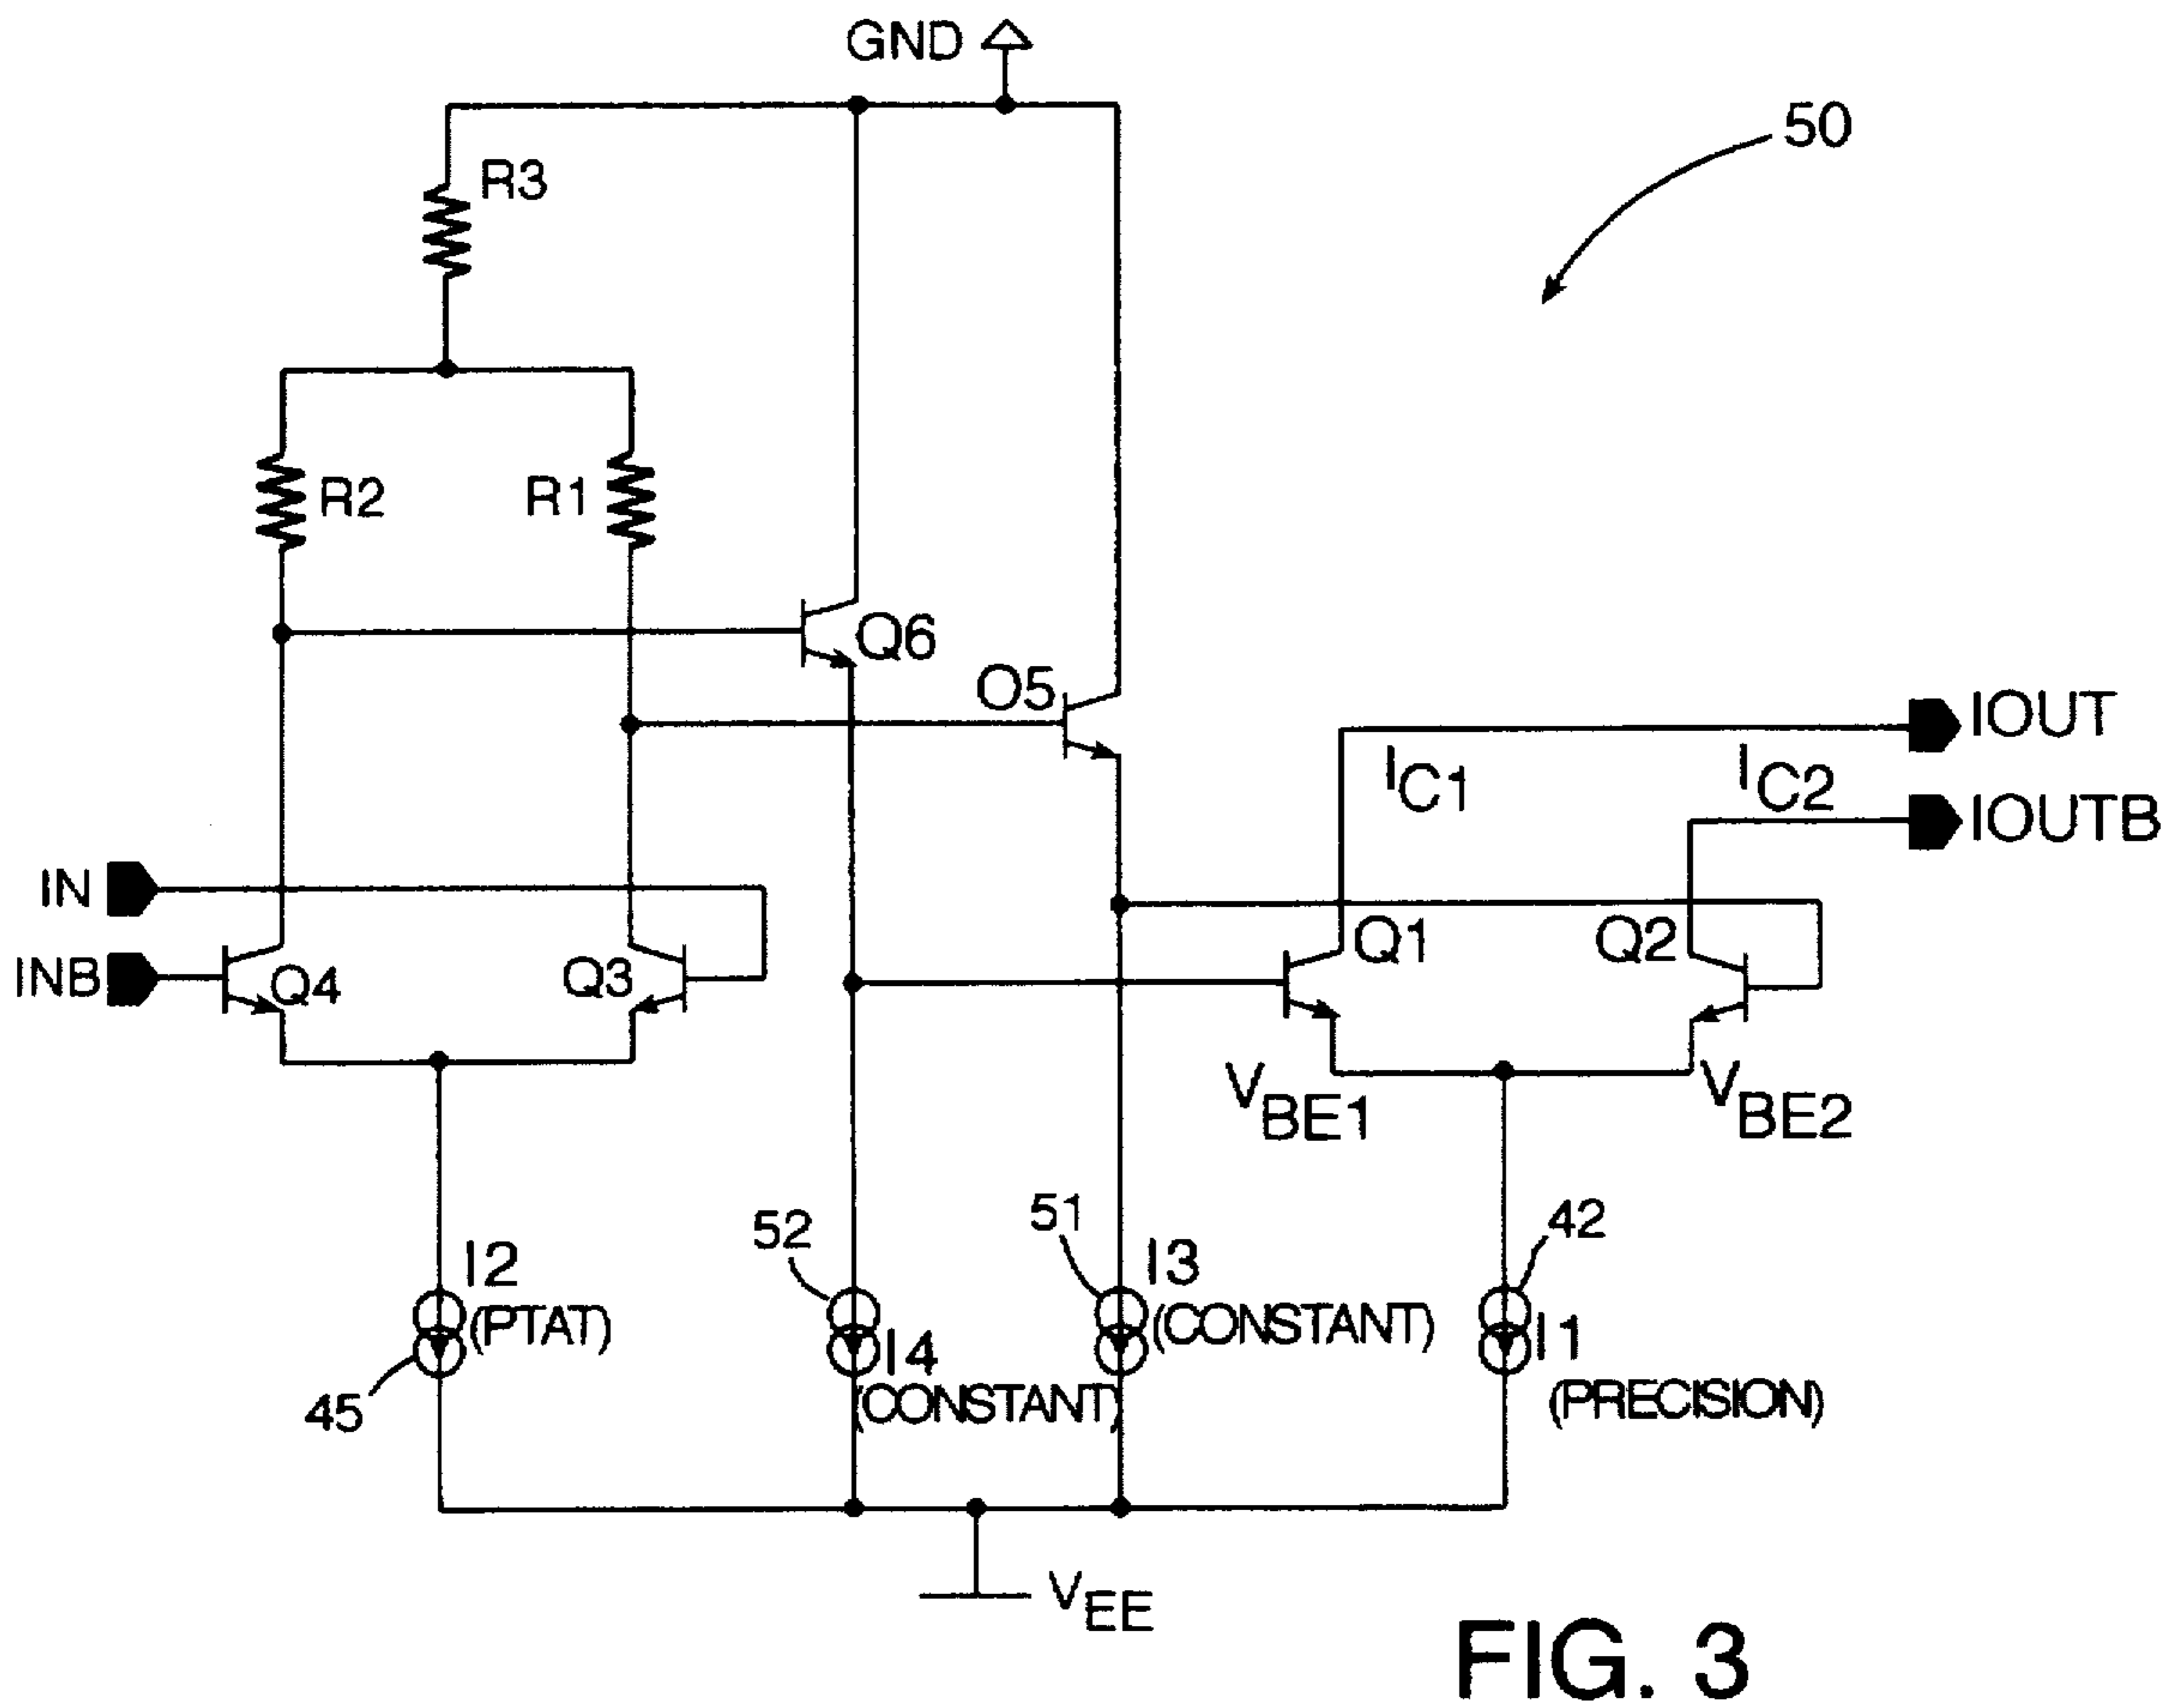 GND
50
R3
R2
R1
Q6
O5
IOUT
IC1
IC2
IOUTB
IN
INB
Q4
Q3
Q1
Q2
VBE1
VBE2
52
51
42
I2
(PTAT)
I3
(CONSTANT)
I4
(CONSTANT)
I1
(PRECISION)
45
VEE
FIG. 3